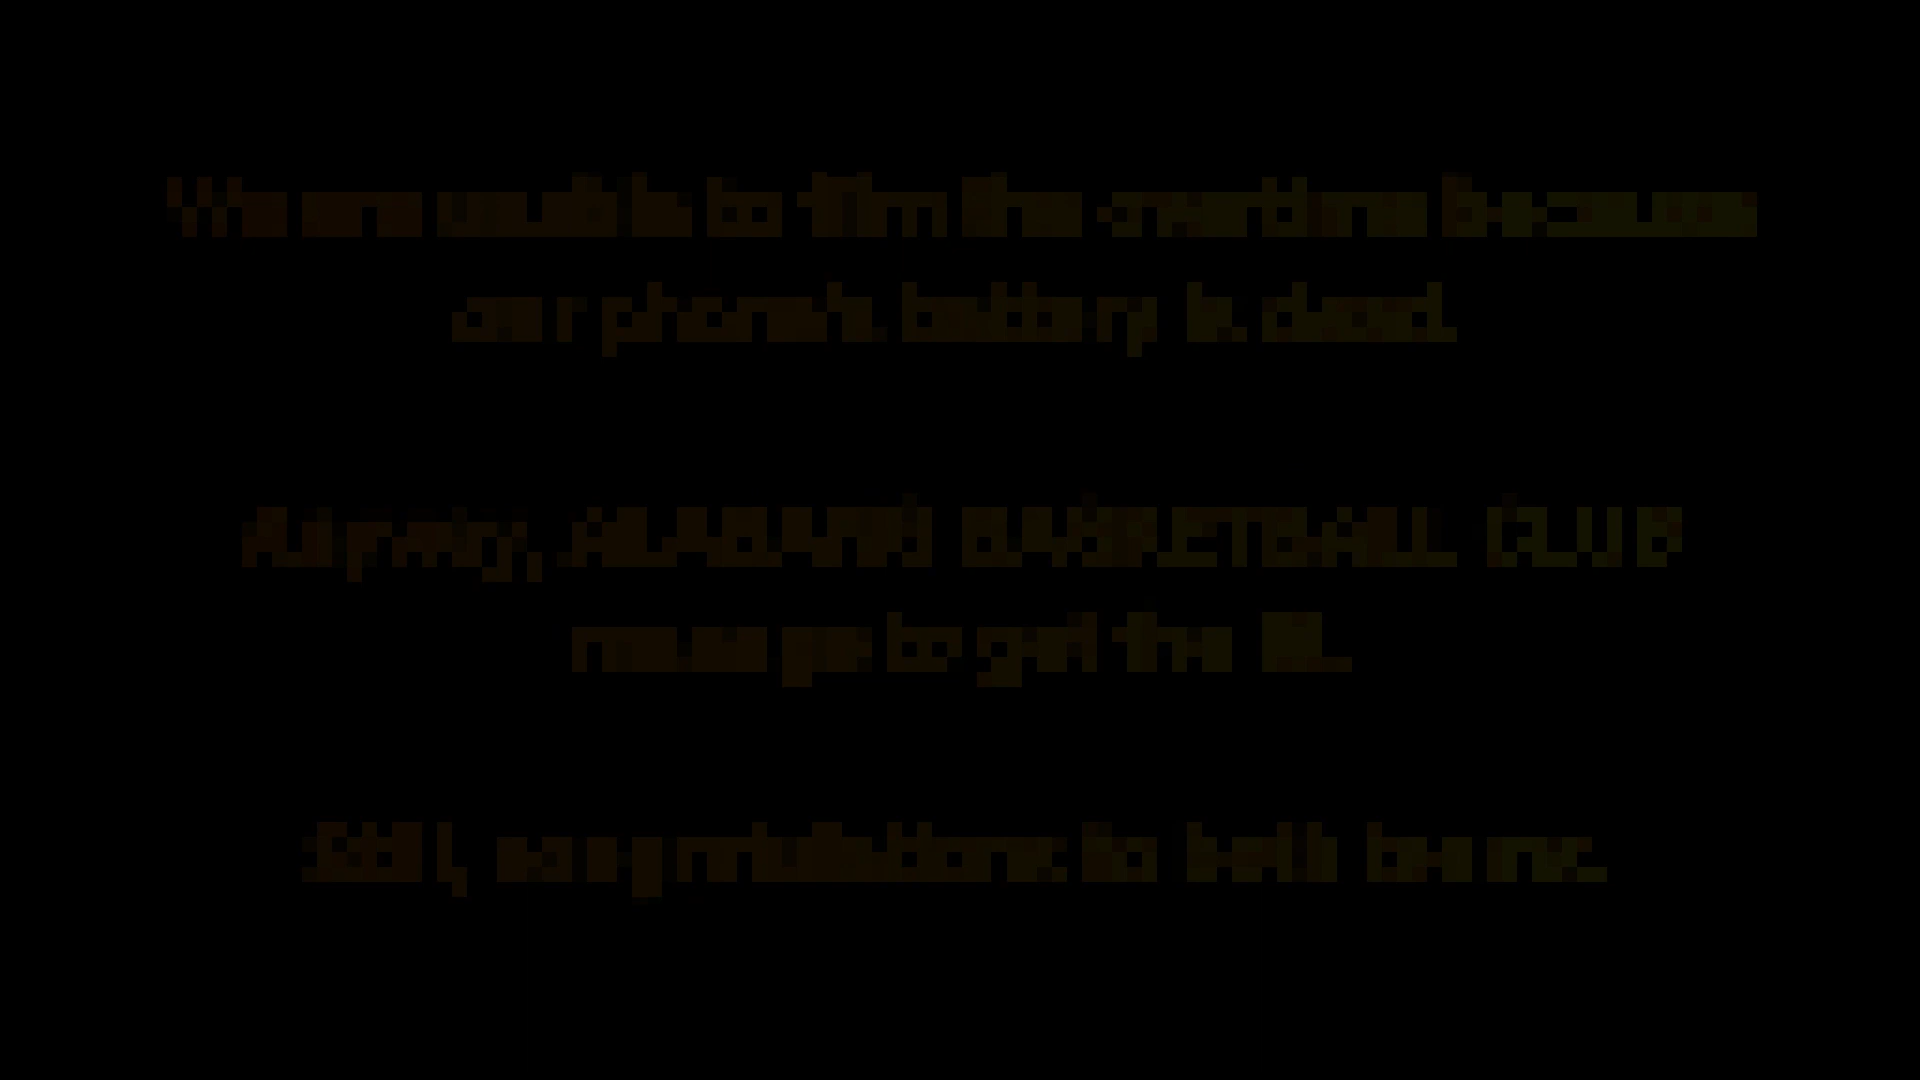 We are unable to film the overtime because
our phone's battery is dead.
Anyway, BASKETBALL CLUB
manage to get the
Still, congratulations to both teams.